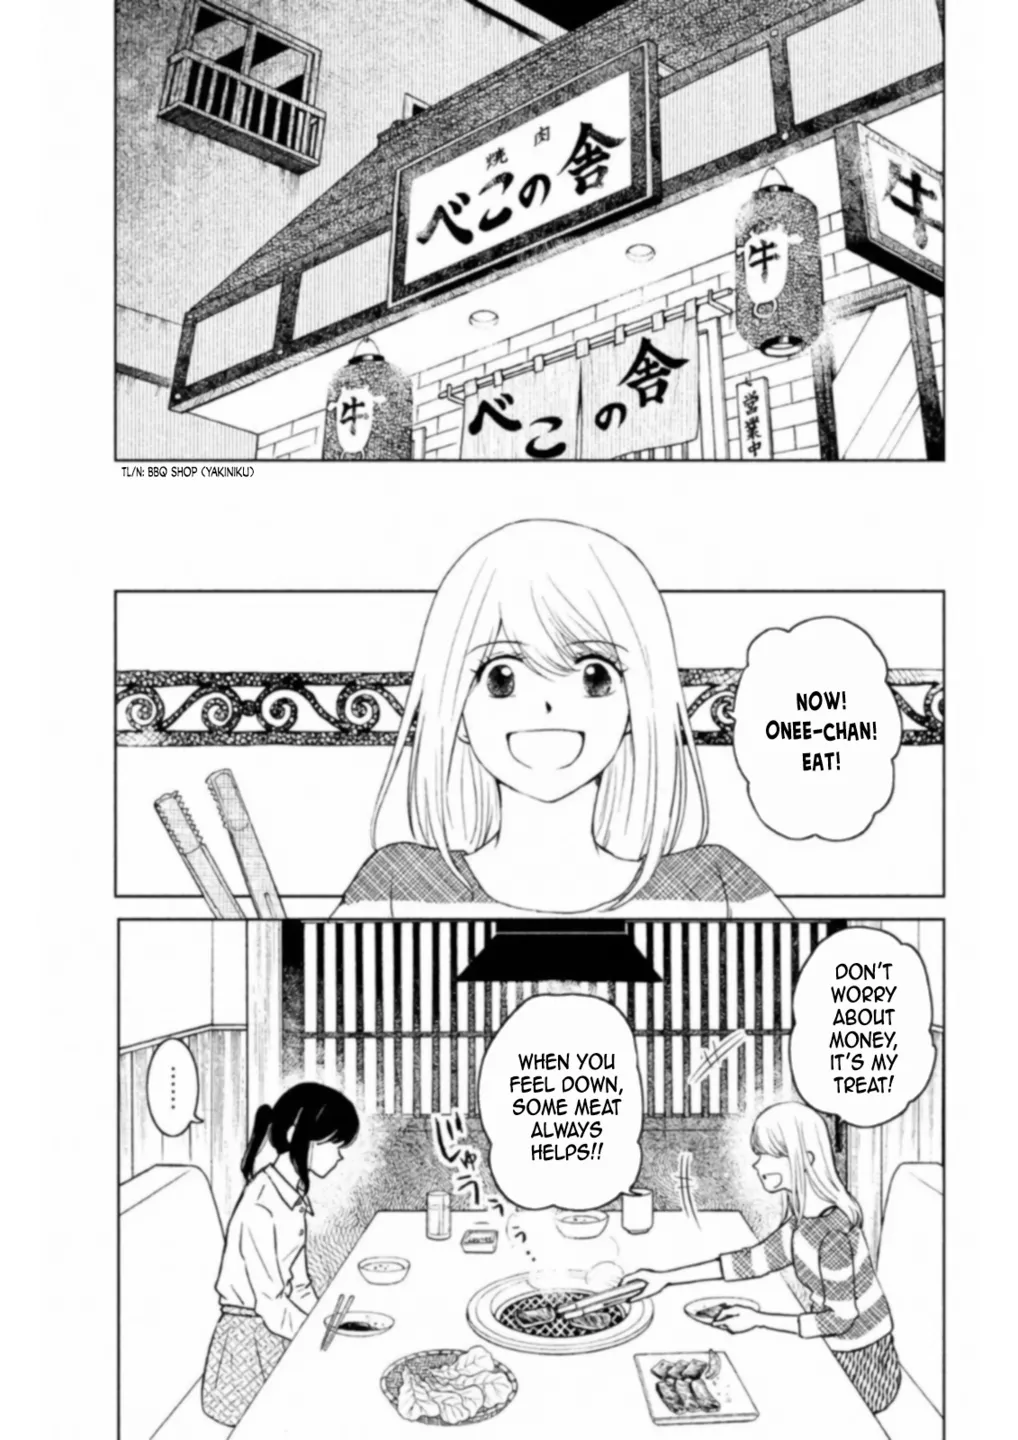 焼肉
べこの舎
牛
牛
牛
べこの舎
営業中
TL/N: BBQ SHOP (YAKINIKU)
NOW!
ONEE-CHAN!
EAT!
DON'T
WORRY
ABOUT
MONEY,
IT'S MY
TREAT!
WHEN YOU
FEEL DOWN,
SOME MEAT
ALWAYS
HELPS!!
......
じゅううぅぅ…